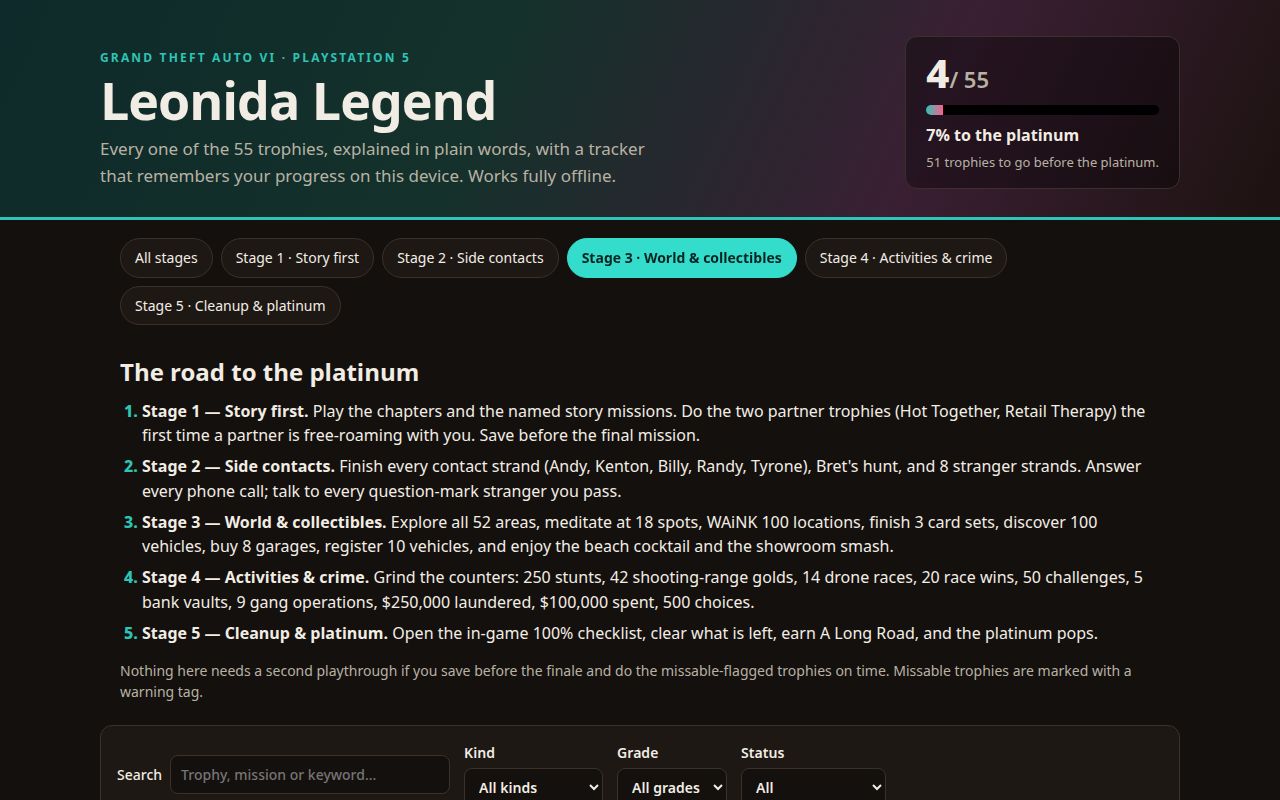 GRAND THEFT AUTO VI · PLAYSTATION 5
Leonida Legend
Every one of the 55 trophies, explained in plain words, with a tracker
that remembers your progress on this device. Works fully offline.
4/ 55
7% to the platinum
51 trophies to go before the platinum.
All stages
Stage 1 · Story first
Stage 2 · Side contacts
Stage 3 · World & collectibles
Stage 4 · Activities & crime
Stage 5 · Cleanup & platinum
The road to the platinum
1. Stage 1 — Story first. Play the chapters and the named story missions. Do the two partner trophies (Hot Together, Retail Therapy) the
first time a partner is free-roaming with you. Save before the final mission.
2. Stage 2 — Side contacts. Finish every contact strand (Andy, Kenton, Billy, Randy, Tyrone), Bret's hunt, and 8 stranger strands. Answer
every phone call; talk to every question-mark stranger you pass.
3. Stage 3 — World & collectibles. Explore all 52 areas, meditate at 18 spots, WAiNK 100 locations, finish 3 card sets, discover 100
vehicles, buy 8 garages, register 10 vehicles, and enjoy the beach cocktail and the showroom smash.
4. Stage 4 — Activities & crime. Grind the counters: 250 stunts, 42 shooting-range golds, 14 drone races, 20 race wins, 50 challenges, 5
bank vaults, 9 gang operations, $250,000 laundered, $100,000 spent, 500 choices.
5. Stage 5 — Cleanup & platinum. Open the in-game 100% checklist, clear what is left, earn A Long Road, and the platinum pops.
Nothing here needs a second playthrough if you save before the finale and do the missable-flagged trophies on time. Missable trophies are marked with a
warning tag.
Search
Trophy, mission or keyword...
Kind
All kinds
Grade
All grades
Status
All